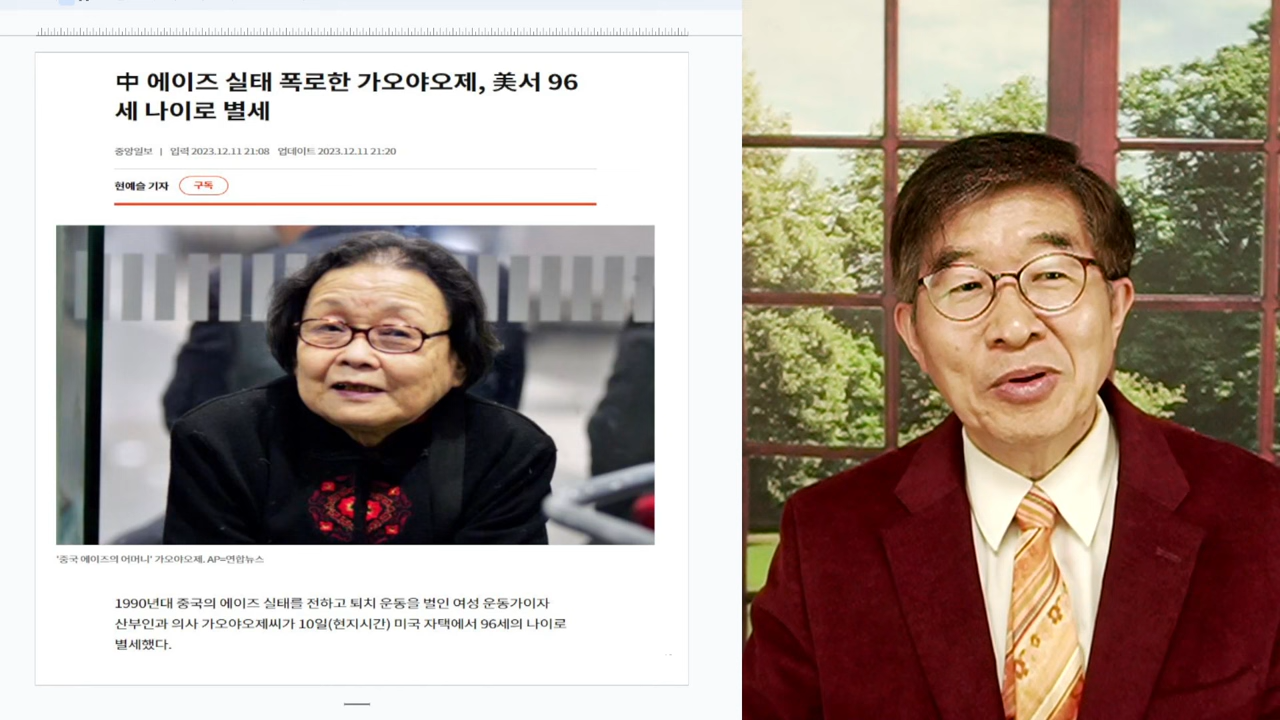 中 에이즈 실태 폭로한 가오야오제, 美서 96
세 나이로 별세
중앙일보 | 입력 2023.12.11 21:08 업데이트 2023.12.11 21:20
현예슬 기자 구독
'중국 에이즈의 어머니' 가오야오제. AP=연합뉴스
1990년대 중국의 에이즈 실태를 전하고 퇴치 운동을 벌인 여성 운동가이자
산부인과 의사 가오야오제씨가 10일(현지시간) 미국 자택에서 96세의 나이로
별세했다.